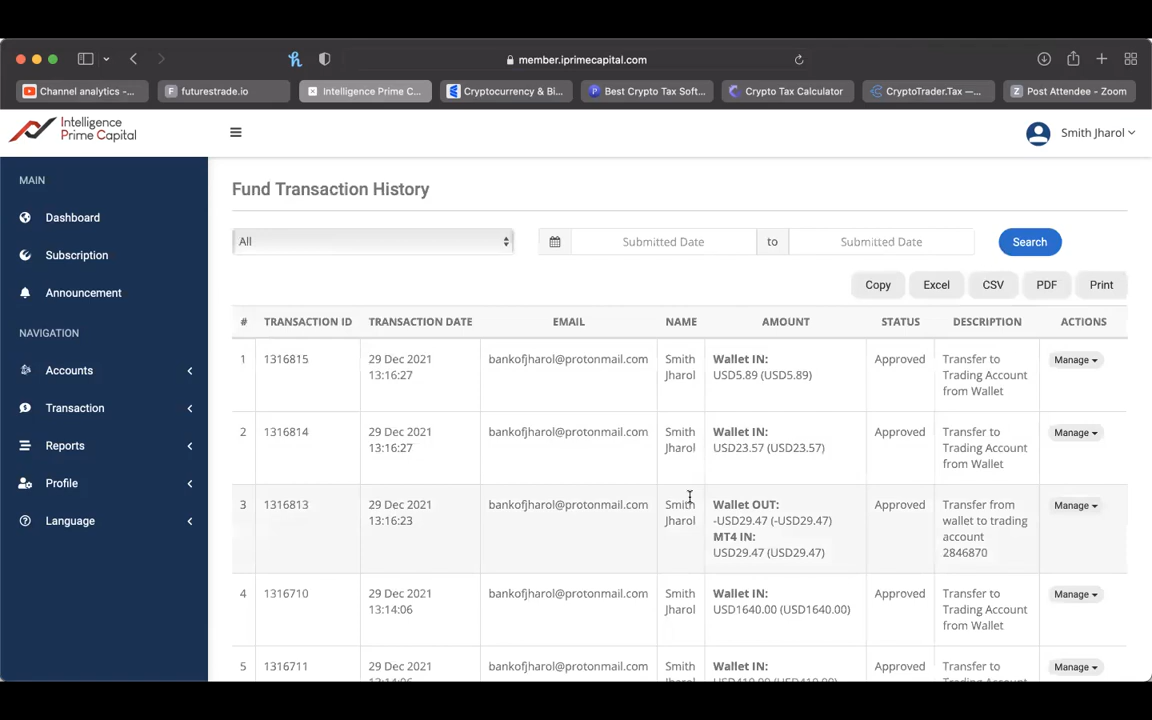 member.iprimecapital.com
Channel analytics -...
futurestrade.io
Intelligence Prime C...
Cryptocurrency & Bi...
Best Crypto Tax Soft...
Crypto Tax Calculator
CryptoTrader.Tax —...
Post Attendee - Zoom
Intelligence
Prime Capital
Smith Jharol
MAIN
Dashboard
Subscription
Announcement
NAVIGATION
Accounts
Transaction
Reports
Profile
Language
Fund Transaction History
All
Submitted Date
to
Submitted Date
Search
Copy
Excel
CSV
PDF
Print
# TRANSACTION ID TRANSACTION DATE EMAIL NAME AMOUNT STATUS DESCRIPTION ACTIONS
1 1316815 29 Dec 2021 bankofjharol@protonmail.com Smith Wallet IN: Approved Transfer to Manage
13:16:27 Jharol USD5.89 (USD5.89) Trading Account
from Wallet
2 1316814 29 Dec 2021 bankofjharol@protonmail.com Smith Wallet IN: Approved Transfer to Manage
13:16:27 Jharol USD23.57 (USD23.57) Trading Account
from Wallet
3 1316813 29 Dec 2021 bankofjharol@protonmail.com Smith Wallet OUT: Approved Transfer from Manage
13:16:23 Jharol -USD29.47 (-USD29.47) wallet to trading
MT4 IN: account
USD29.47 (USD29.47) 2846870
4 1316710 29 Dec 2021 bankofjharol@protonmail.com Smith Wallet IN: Approved Transfer to Manage
13:14:06 Jharol USD1640.00 (USD1640.00) Trading Account
from Wallet
5 1316711 29 Dec 2021 bankofjharol@protonmail.com Smith Wallet IN: Approved Transfer to Manage